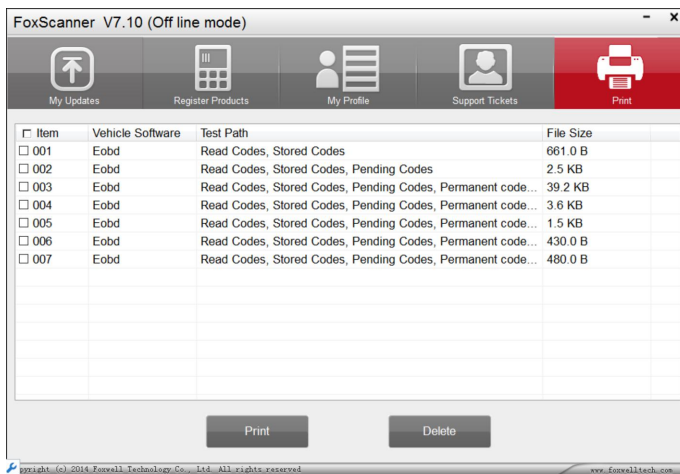 FoxScanner V7.10 (Off line mode)
My Updates Register Products My Profile Support Tickets Print
Item Vehicle Software Test Path File Size
001 Eobd Read Codes, Stored Codes 661.0 B
002 Eobd Read Codes, Stored Codes, Pending Codes 2.5 KB
003 Eobd Read Codes, Stored Codes, Pending Codes, Permanent code... 39.2 KB
004 Eobd Read Codes, Stored Codes, Pending Codes, Permanent code... 3.6 KB
005 Eobd Read Codes, Stored Codes, Pending Codes, Permanent code... 1.5 KB
006 Eobd Read Codes, Stored Codes, Pending Codes, Permanent code... 430.0 B
007 Eobd Read Codes, Stored Codes, Pending Codes, Permanent code... 480.0 B
Print Delete
pyright (c) 2014 Foxwell Technology Co., Ltd. All rights reserved www.foxwelltech.com